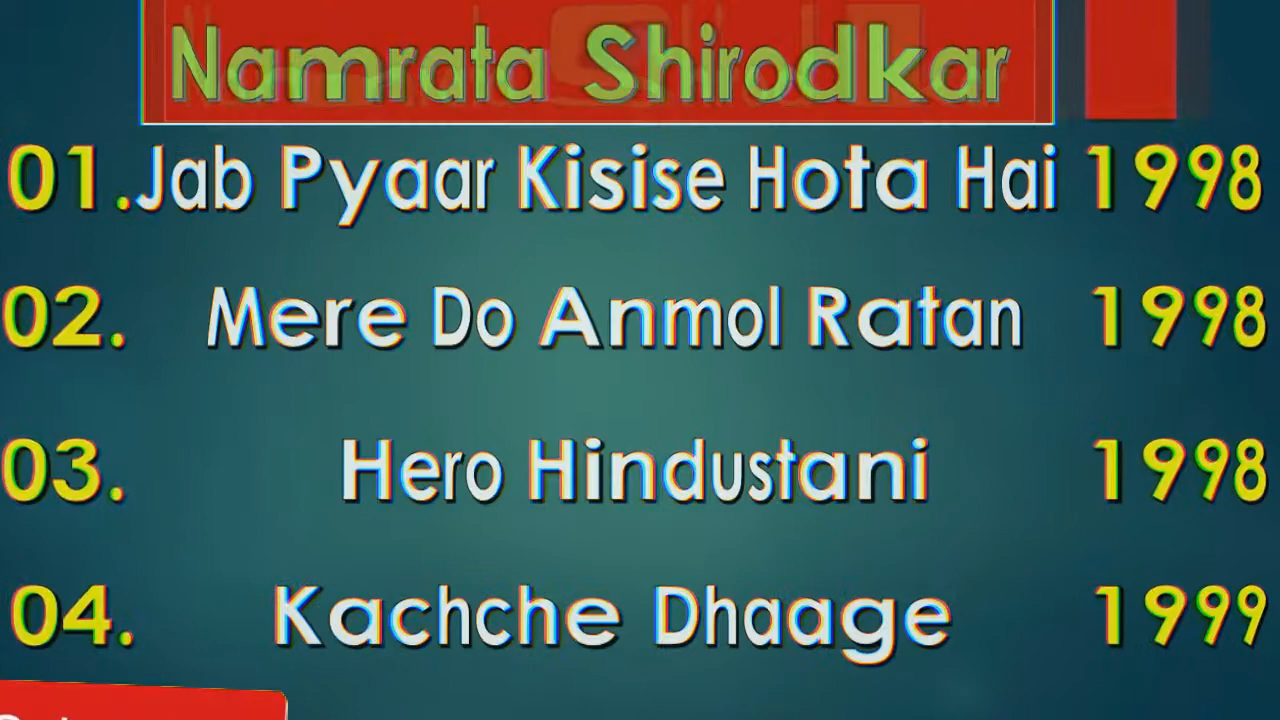 Namrata Shirodkar
01. Jab Pyaar Kisise Hota Hai 1998
02. Mere Do Anmol Ratan 1998
03. Hero Hindustani 1998
04. Kachche Dhaage 1999